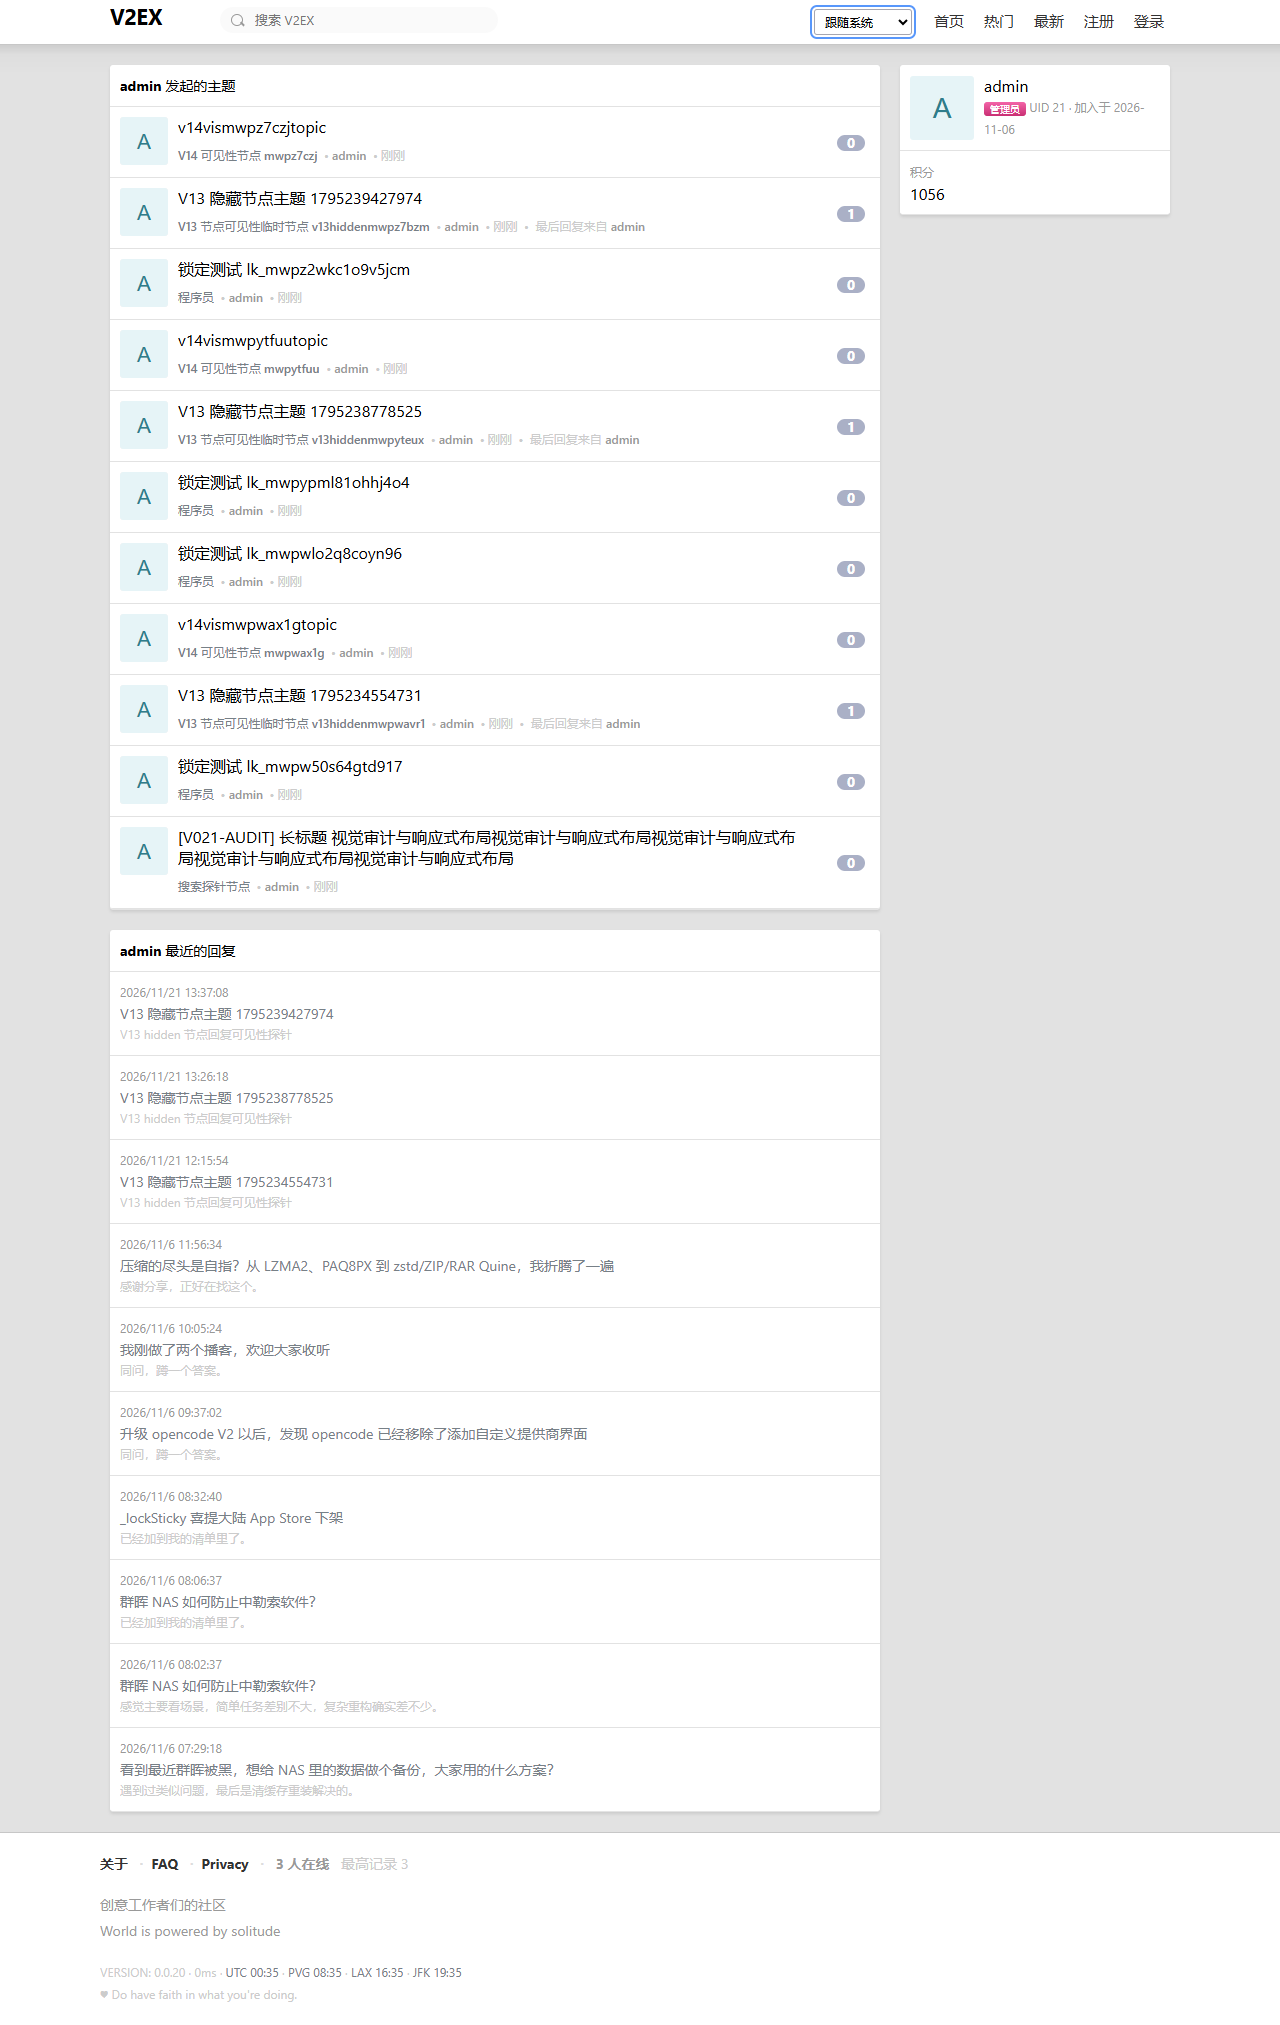 V2EX
搜索 V2EX
跟随系统
首页 热门 最新 注册 登录
admin 发起的主题
A
v14vismwpz7czjtopic
V14 可见性节点 mwpz7czj • admin • 刚刚
0
A
V13 隐藏节点主题 1795239427974
V13 节点可见性临时节点 v13hiddenmwpz7bzm • admin • 刚刚 • 最后回复来自 admin
1
A
锁定测试 lk_mwpz2wkc1o9v5jcm
程序员 • admin • 刚刚
0
A
v14vismwpytfuutopic
V14 可见性节点 mwpytfuu • admin • 刚刚
0
A
V13 隐藏节点主题 1795238778525
V13 节点可见性临时节点 v13hiddenmwpyteux • admin • 刚刚 • 最后回复来自 admin
1
A
锁定测试 lk_mwpypml81ohhj4o4
程序员 • admin • 刚刚
0
A
锁定测试 lk_mwpwlo2q8coyn96
程序员 • admin • 刚刚
0
A
v14vismwpwax1gtopic
V14 可见性节点 mwpwax1g • admin • 刚刚
0
A
V13 隐藏节点主题 1795234554731
V13 节点可见性临时节点 v13hiddenmwpwavr1 • admin • 刚刚 • 最后回复来自 admin
1
A
锁定测试 lk_mwpw50s64gtd917
程序员 • admin • 刚刚
0
A
[V021-AUDIT] 长标题 视觉审计与响应式布局视觉审计与响应式布局视觉审计与响应式布
局视觉审计与响应式布局视觉审计与响应式布局
搜索探针节点 • admin • 刚刚
0
admin 最近的回复
2026/11/21 13:37:08
V13 隐藏节点主题 1795239427974
V13 hidden 节点回复可见性探针
2026/11/21 13:26:18
V13 隐藏节点主题 1795238778525
V13 hidden 节点回复可见性探针
2026/11/21 12:15:54
V13 隐藏节点主题 1795234554731
V13 hidden 节点回复可见性探针
2026/11/6 11:56:34
压缩的尽头是自指？从 LZMA2、PAQ8PX 到 zstd/ZIP/RAR Quine，我折腾了一遍
感谢分享，正好在找这个。
2026/11/6 10:05:24
我刚做了两个播客，欢迎大家收听
同问，蹲一个答案。
2026/11/6 09:37:02
升级 opencode V2 以后，发现 opencode 已经移除了添加自定义提供商界面
同问，蹲一个答案。
2026/11/6 08:32:40
_lockSticky 喜提大陆 App Store 下架
已经加到我的清单里了。
2026/11/6 08:06:37
群晖 NAS 如何防止中勒索软件？
已经加到我的清单里了。
2026/11/6 08:02:37
群晖 NAS 如何防止中勒索软件？
感觉主要看场景，简单任务差别不大，复杂重构确实差不少。
2026/11/6 07:29:18
看到最近群晖被黑，想给 NAS 里的数据做个备份，大家用的什么方案？
遇到过类似问题，最后是清缓存重装解决的。
A
admin
管理员 UID 21 · 加入于 2026-
11-06
积分
1056
关于 · FAQ · Privacy · 3 人在线 最高记录 3
创意工作者们的社区
World is powered by solitude
VERSION: 0.0.20 · 0ms · UTC 00:35 · PVG 08:35 · LAX 16:35 · JFK 19:35
♥ Do have faith in what you're doing.